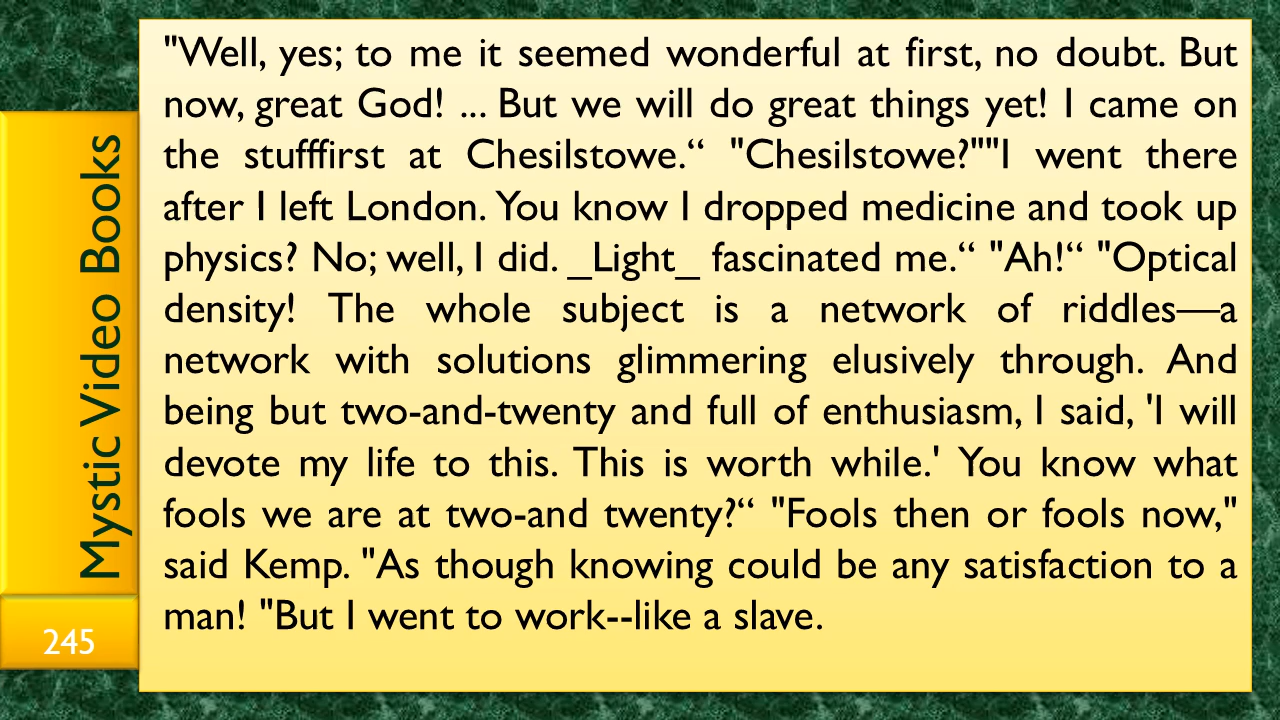 "Well, yes; to me it seemed wonderful at first, no doubt. But
now, great God! ... But we will do great things yet! I came on
the stufffirst at Chesilstowe.“ "Chesilstowe?""I went there
after I left London. You know I dropped medicine and took up
physics? No; well, I did. _Light_ fascinated me.“ "Ah!“ "Optical
density! The whole subject is a network of riddles—a
network with solutions glimmering elusively through. And
being but two-and-twenty and full of enthusiasm, I said, 'I will
devote my life to this. This is worth while.' You know what
fools we are at two-and twenty?“ "Fools then or fools now,"
said Kemp. "As though knowing could be any satisfaction to a
man! "But I went to work--like a slave.
Mystic Video Books
245